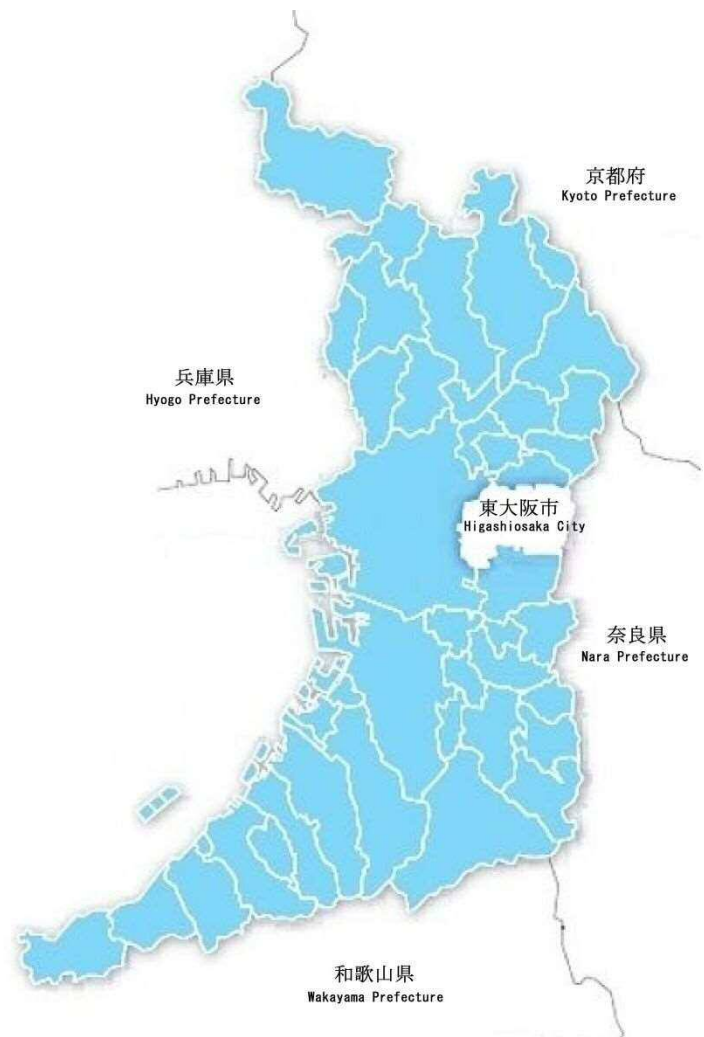 京都府
Kyoto Prefecture
兵庫県
Hyogo Prefecture
東大阪市
Higashiosaka City
奈良県
Nara Prefecture
和歌山県
Wakayama Prefecture